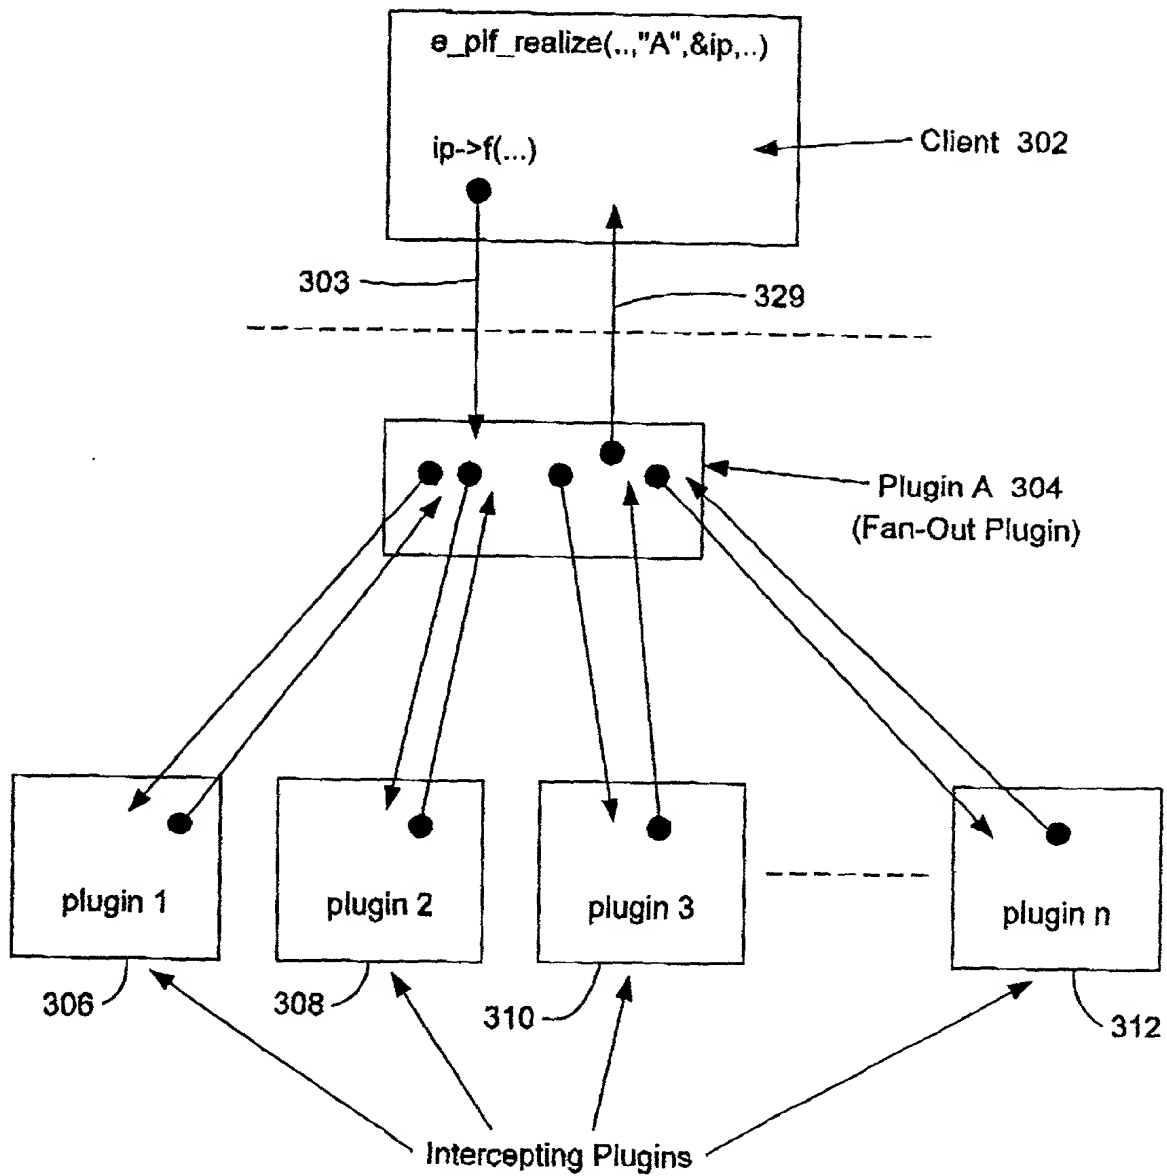 e_pif_realize(..,"A",&ip,..)
ip->f(...)
Client 302
303
329
Plugin A 304
(Fan-Out Plugin)
plugin 1
plugin 2
plugin 3
plugin n
306
308
310
312
Intercepting Plugins